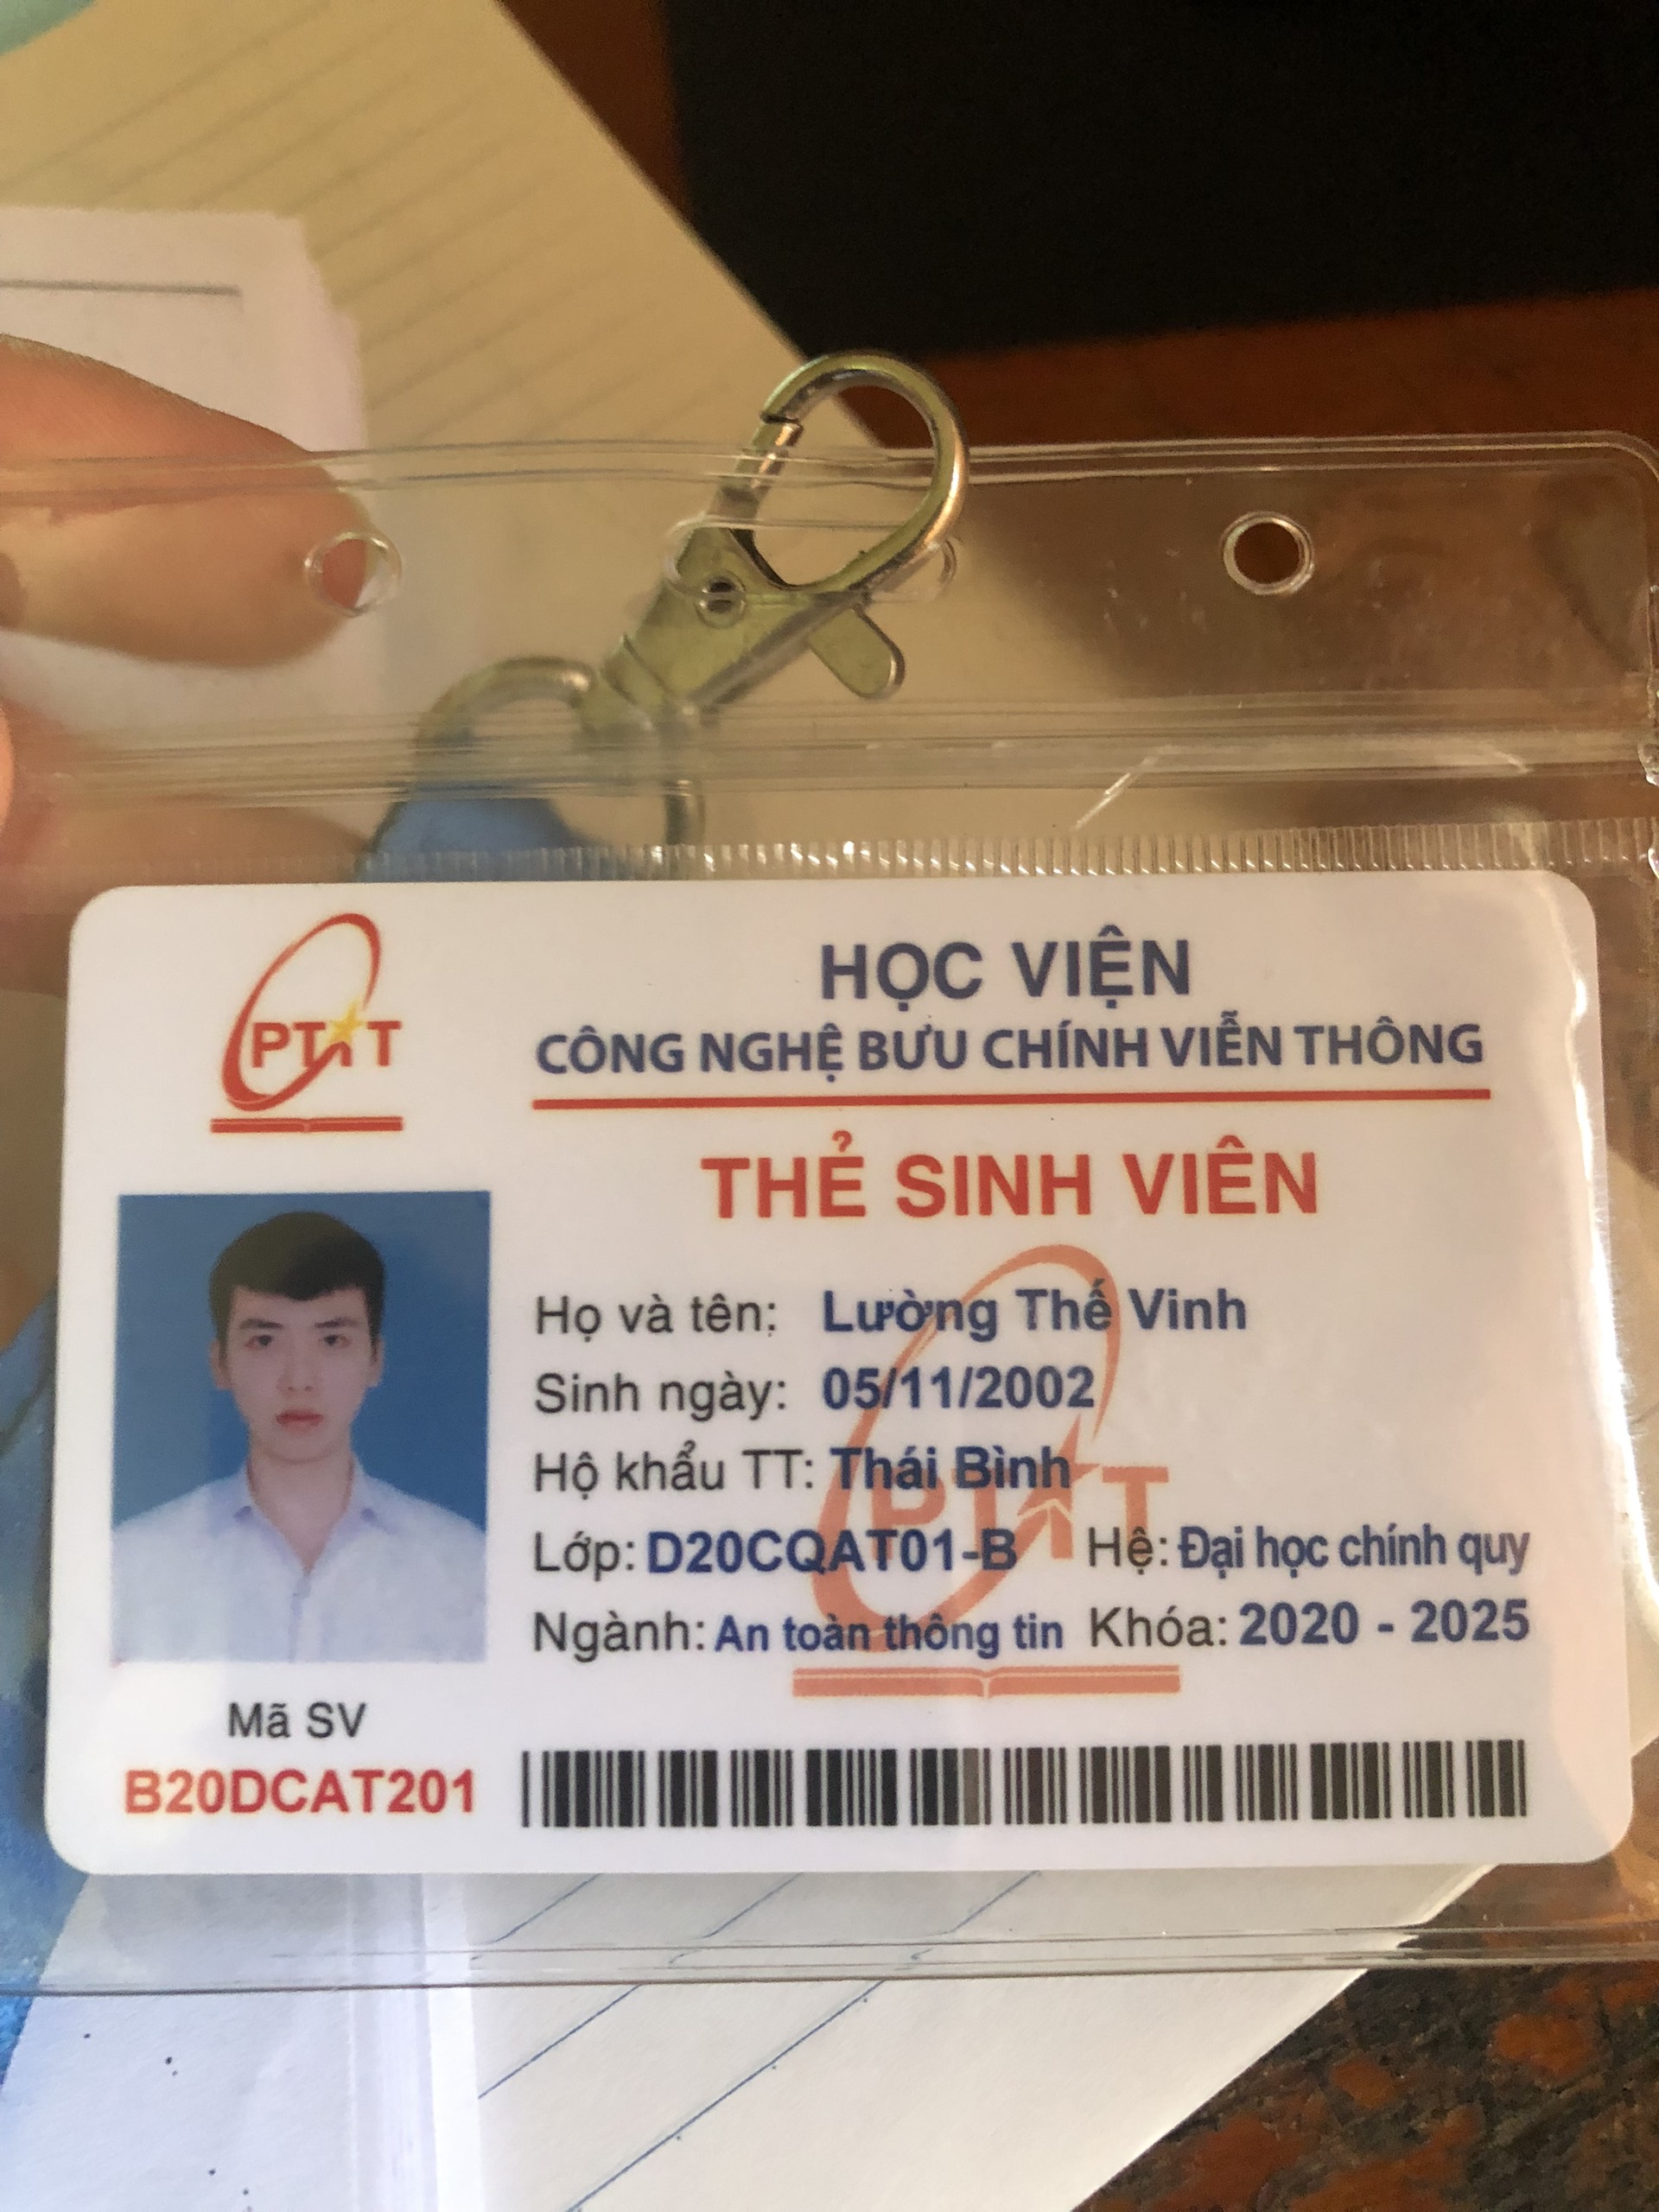 PTIT
HỌC VIỆN
CÔNG NGHỆ BƯU CHÍNH VIỄN THÔNG
THẺ SINH VIÊN
Họ và tên: Lường Thế Vinh
Sinh ngày: 05/11/2002
Hộ khẩu TT: Thái Bình
Lớp: D20CQAT01-B Hệ: Đại học chính quy
Ngành: An toàn thông tin Khóa: 2020 - 2025
PTIT
Mã SV
B20DCAT201